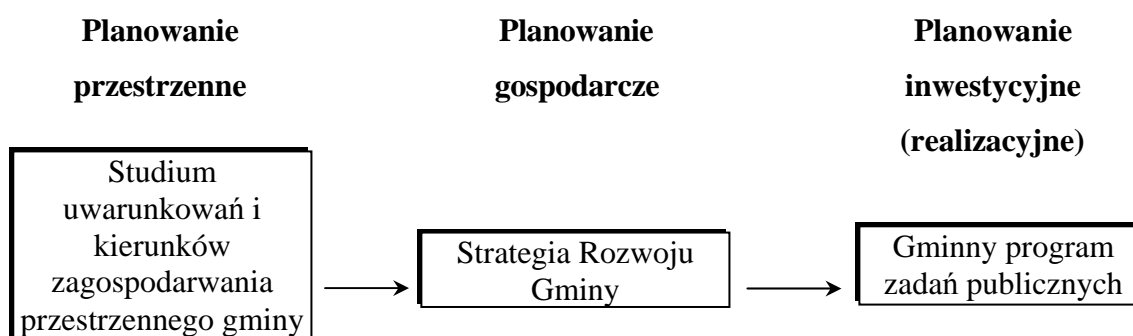 Planowanie
przestrzenne
Planowanie
gospodarcze
Planowanie
inwestycyjne
(realizacyjne)
Studium
uwarunkowań i
kierunków
zagospodarwania
przestrzennego gminy
Strategia Rozwoju
Gminy
Gminny program
zadań publicznych